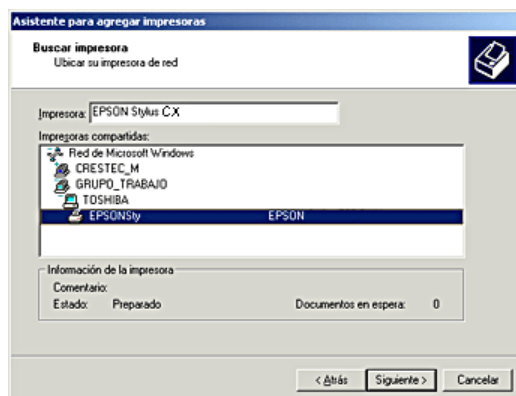 Asistente para agregar impresoras
Buscar impresora
Ubicar su impresora de red
Impresora: EPSON Stylus CX
Impresoras compartidas:
Red de Microsoft Windows
CRESTEC_M
GRUPO_TRABAJO
TOSHIBA
EPSONSty EPSON
Información de la impresora
Comentario:
Estado: Preparado Documentos en espera: 0
< Atrás Siguiente > Cancelar